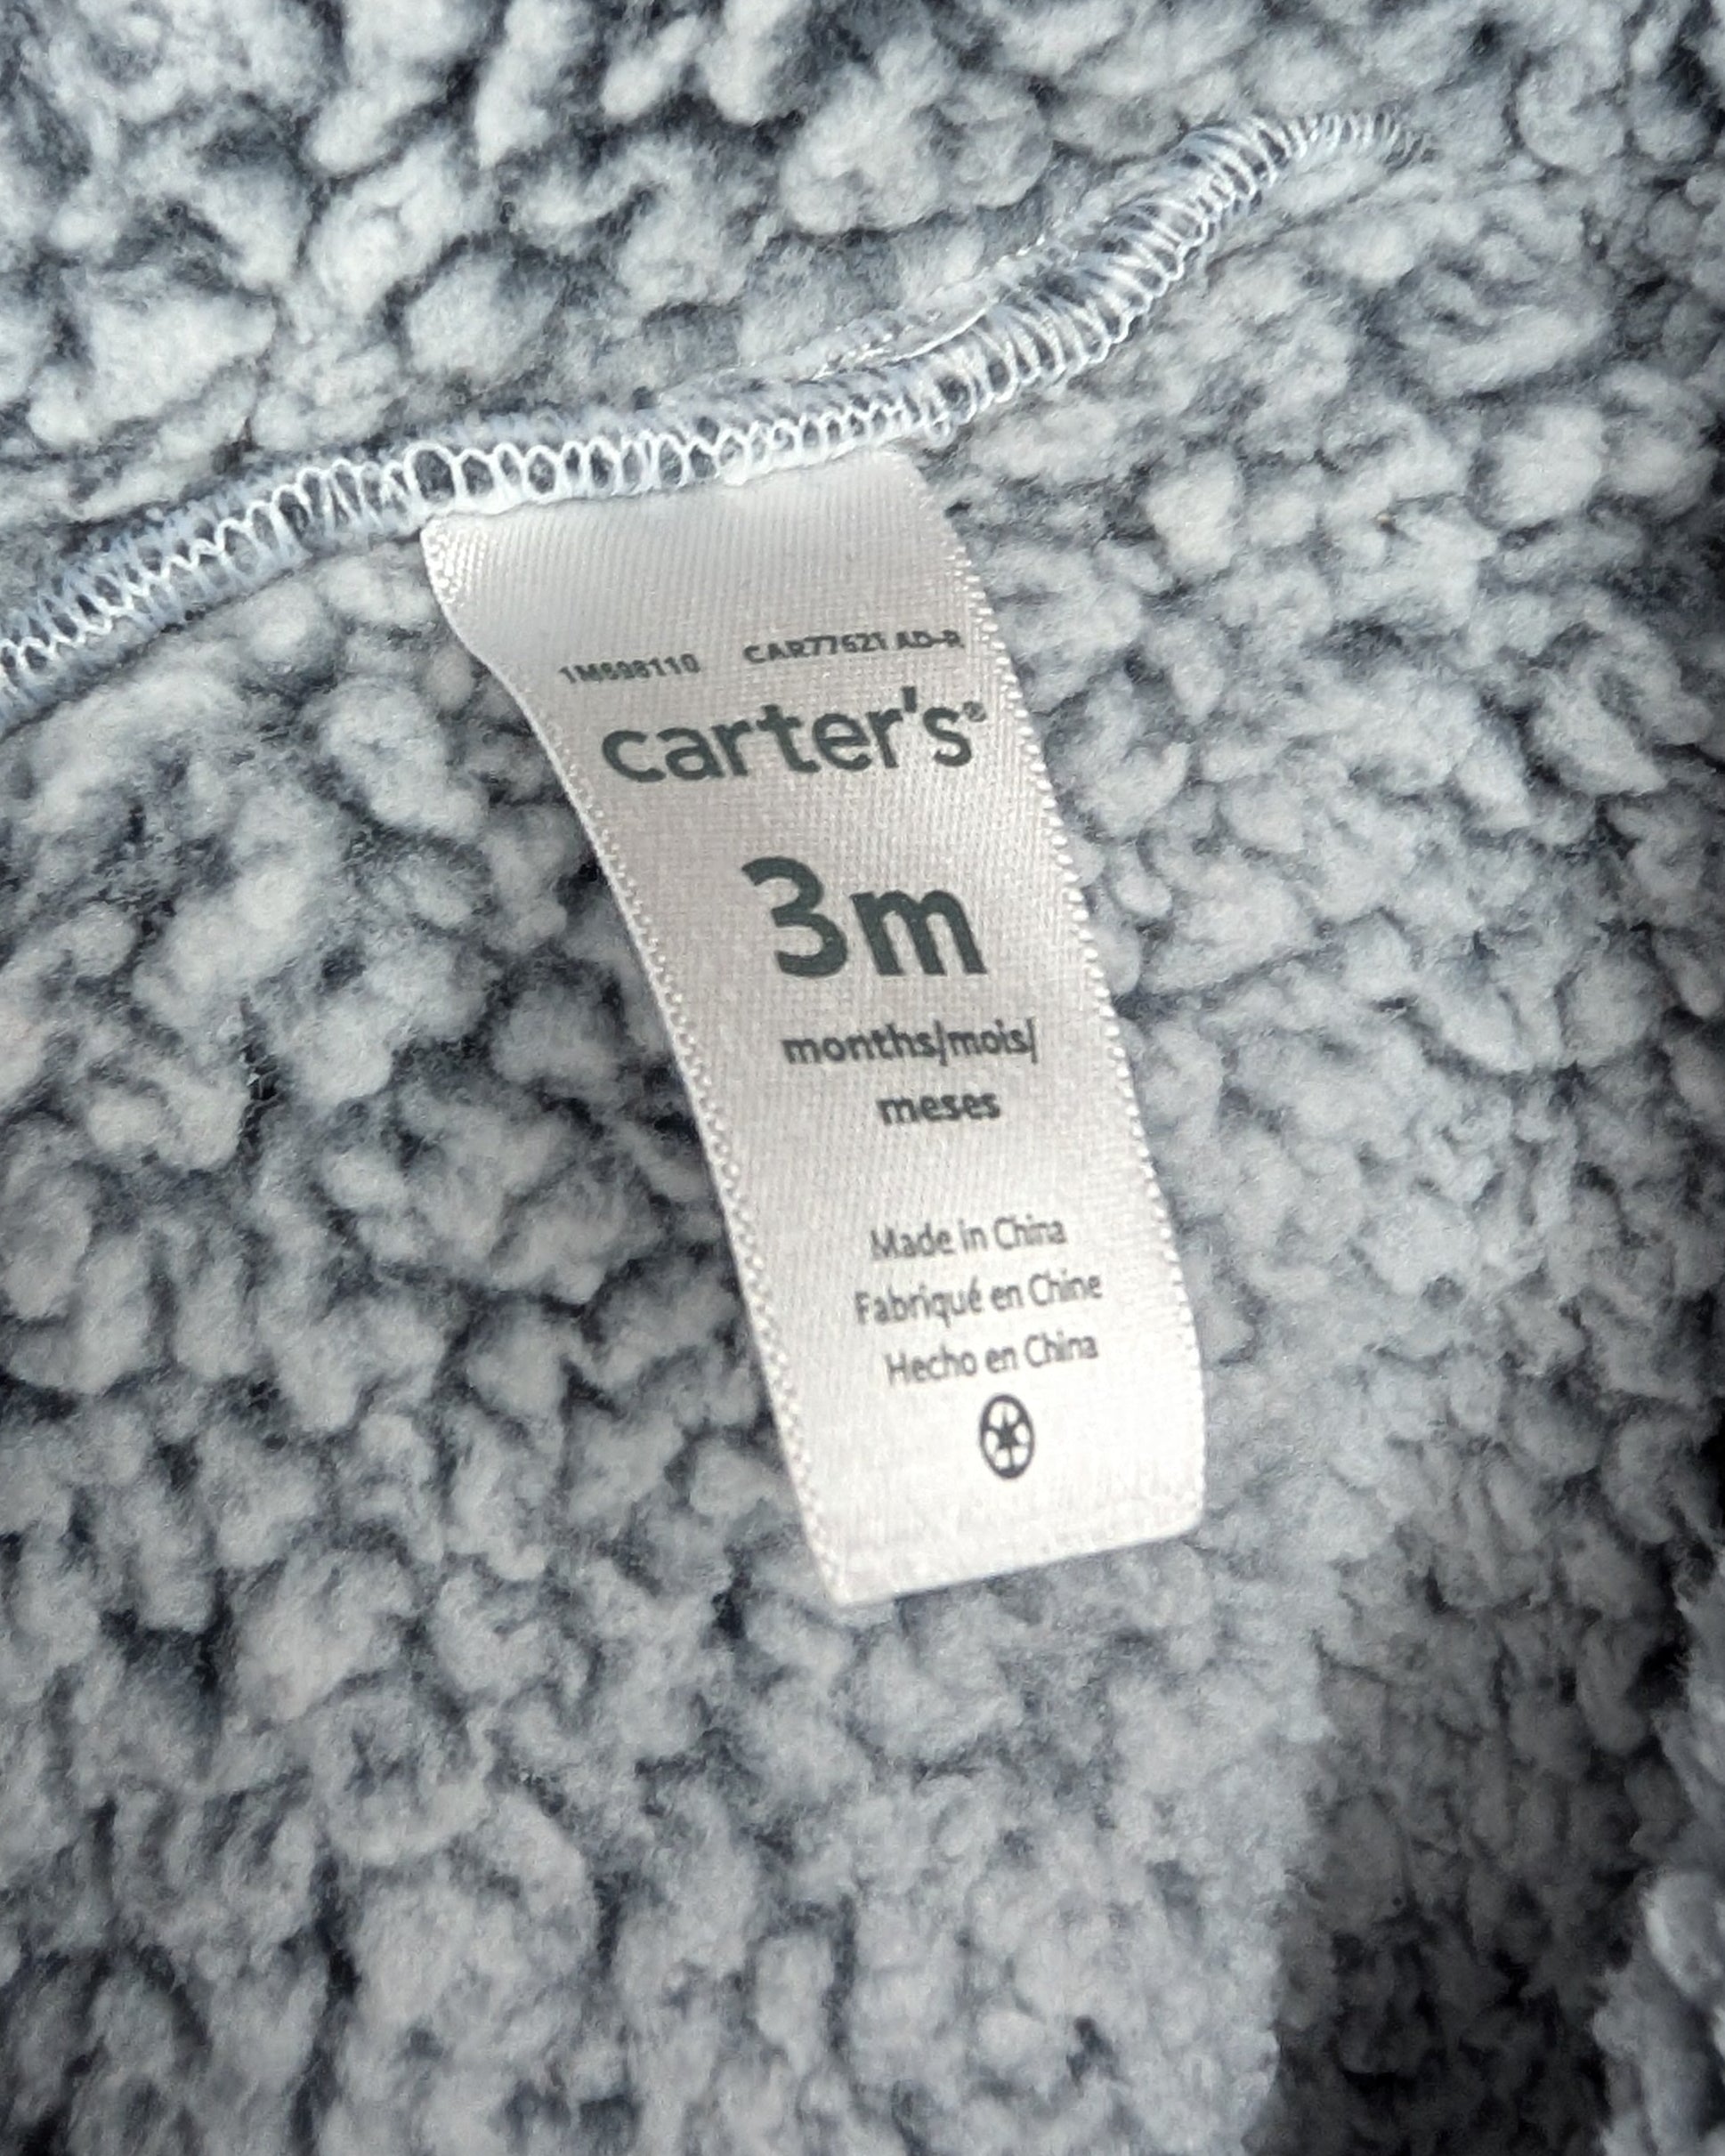 1M698110 CAR77621 AD-R
carter's®
3m
months/mois/
meses
Made in China
Fabriqué en Chine
Hecho en China